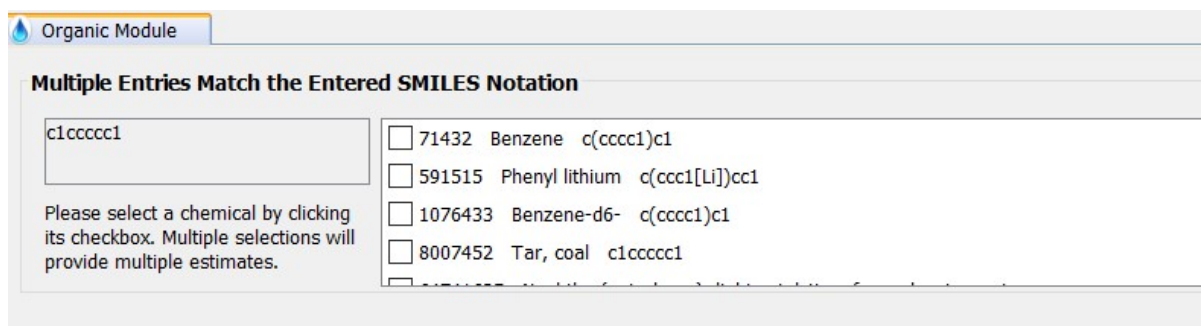 Organic Module
Multiple Entries Match the Entered SMILES Notation
c1ccccc1
71432 Benzene c(cccc1)c1
591515 Phenyl lithium c(ccc1[Li])cc1
1076433 Benzene-d6- c(cccc1)c1
8007452 Tar, coal c1ccccc1
Please select a chemical by clicking
its checkbox. Multiple selections will
provide multiple estimates.